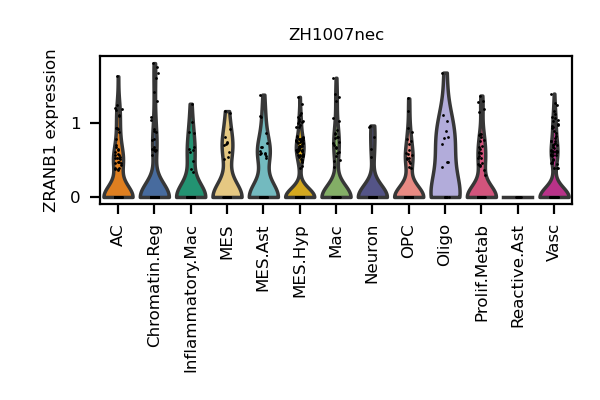 ZH1007nec
ZRANB1 expression
1
0
AC
Chromatin.Reg
Inflammatory.Mac
MES
MES.Ast
MES.Hyp
Mac
Neuron
OPC
Oligo
Prolif.Metab
Reactive.Ast
Vasc